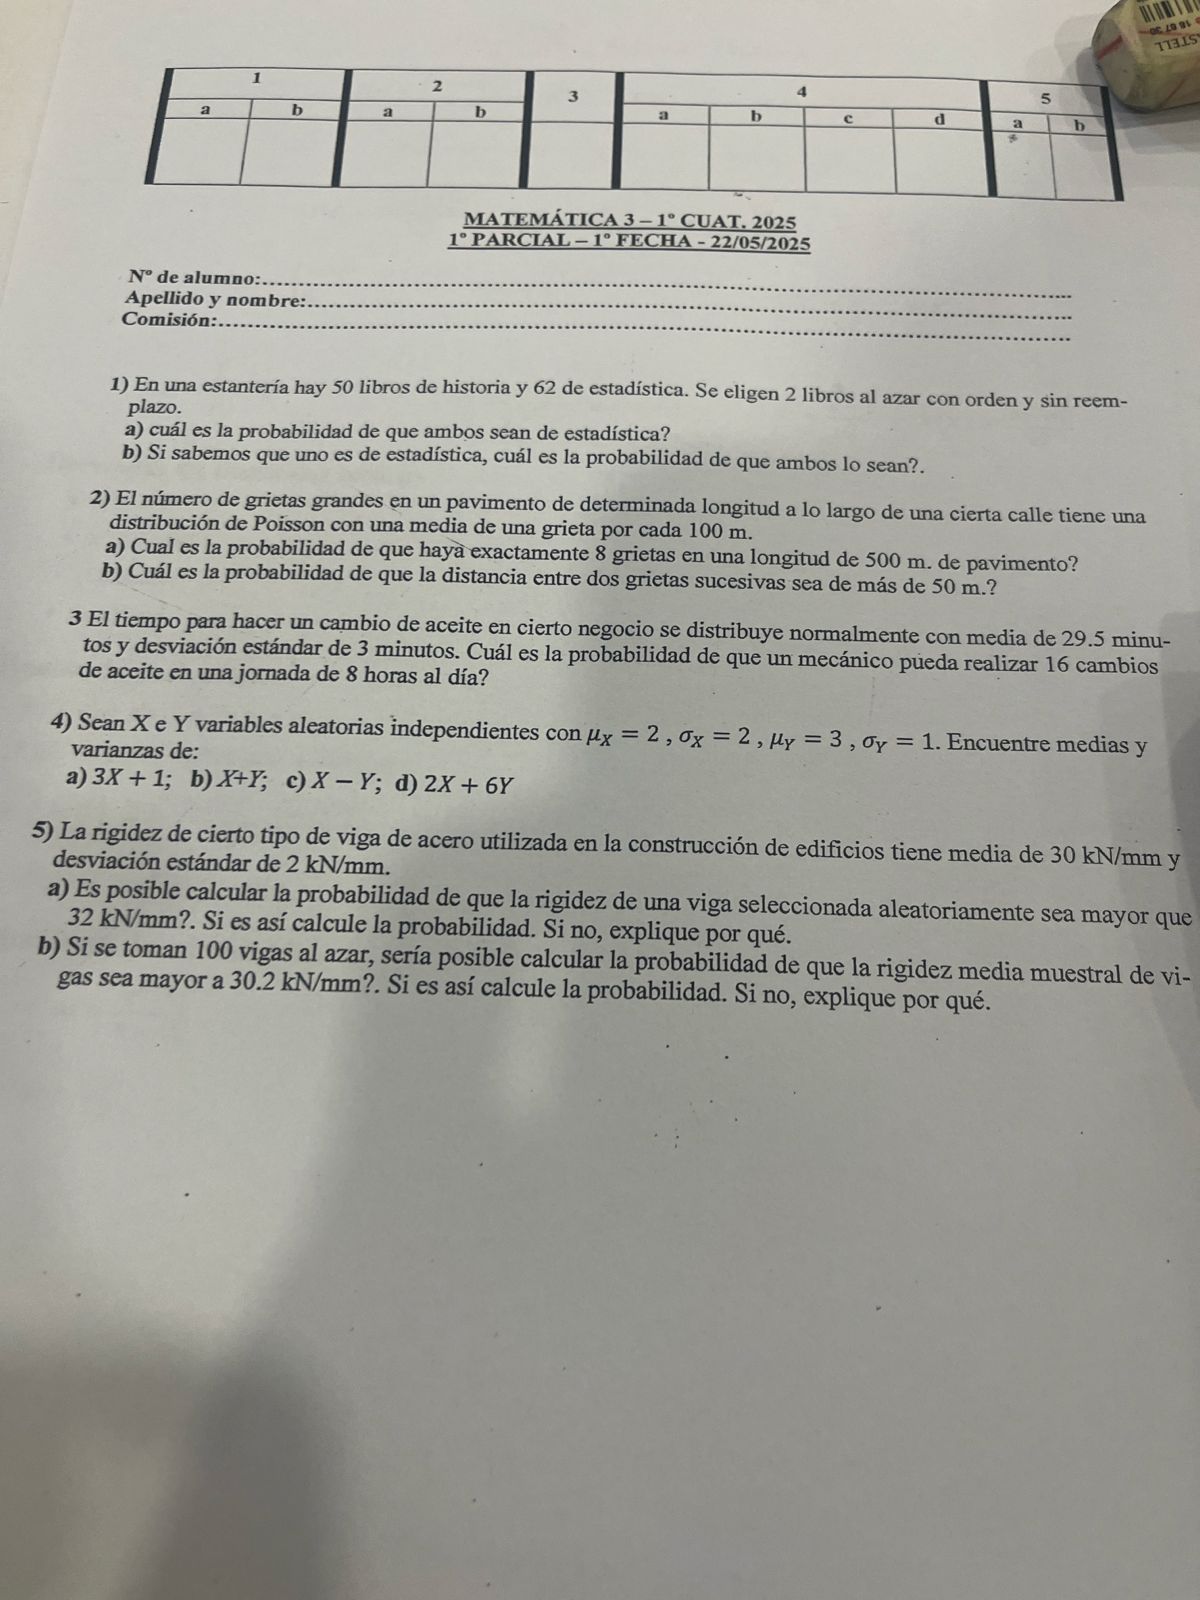 STELL
18 67 30
1 2 3 4 5
a b a b a b c d a b
MATEMÁTICA 3 – 1° CUAT. 2025
1° PARCIAL – 1° FECHA - 22/05/2025
N° de alumno:
Apellido y nombre:
Comisión:
1) En una estantería hay 50 libros de historia y 62 de estadística. Se eligen 2 libros al azar con orden y sin reem-
plazo.
a) cuál es la probabilidad de que ambos sean de estadística?
b) Si sabemos que uno es de estadística, cuál es la probabilidad de que ambos lo sean?.
2) El número de grietas grandes en un pavimento de determinada longitud a lo largo de una cierta calle tiene una
distribución de Poisson con una media de una grieta por cada 100 m.
a) Cual es la probabilidad de que haya exactamente 8 grietas en una longitud de 500 m. de pavimento?
b) Cuál es la probabilidad de que la distancia entre dos grietas sucesivas sea de más de 50 m.?
3 El tiempo para hacer un cambio de aceite en cierto negocio se distribuye normalmente con media de 29.5 minu-
tos y desviación estándar de 3 minutos. Cuál es la probabilidad de que un mecánico pueda realizar 16 cambios
de aceite en una jornada de 8 horas al día?
4) Sean X e Y variables aleatorias independientes con μX = 2 , σX = 2 , μY = 3 , σY = 1. Encuentre medias y
varianzas de:
a) 3X + 1; b) X+Y; c) X – Y; d) 2X + 6Y
5) La rigidez de cierto tipo de viga de acero utilizada en la construcción de edificios tiene media de 30 kN/mm y
desviación estándar de 2 kN/mm.
a) Es posible calcular la probabilidad de que la rigidez de una viga seleccionada aleatoriamente sea mayor que
32 kN/mm?. Si es así calcule la probabilidad. Si no, explique por qué.
b) Si se toman 100 vigas al azar, sería posible calcular la probabilidad de que la rigidez media muestral de vi-
gas sea mayor a 30.2 kN/mm?. Si es así calcule la probabilidad. Si no, explique por qué.